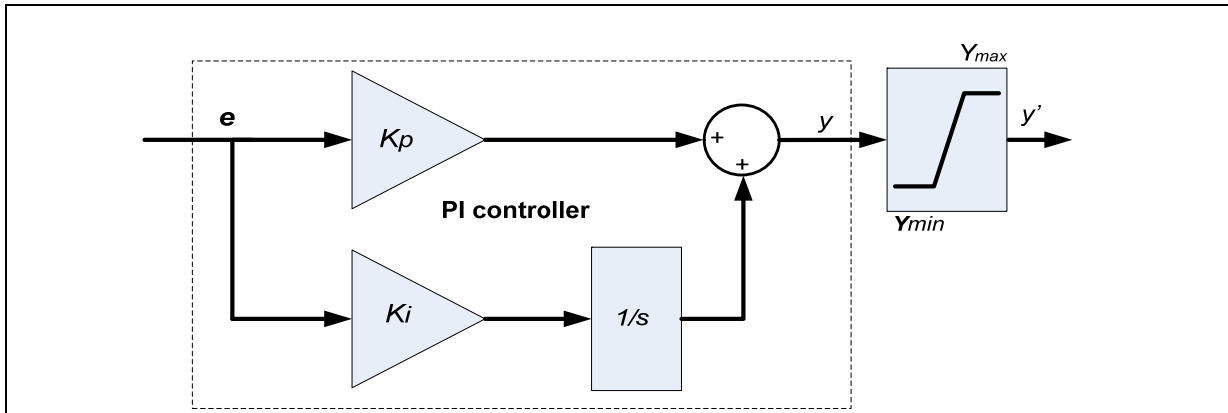 Ymax
e
Kp
+
+
y
y’
PI controller
Ymin
Ki
1/s